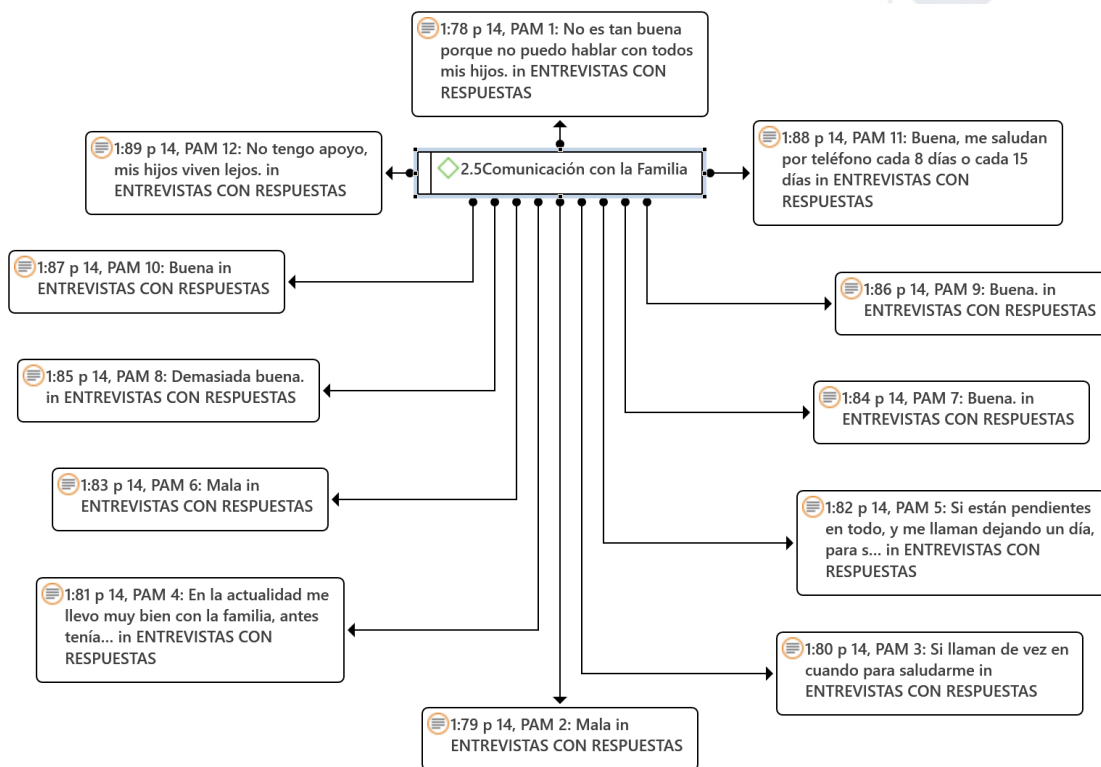 1:78 p 14, PAM 1: No es tan buena
porque no puedo hablar con todos
mis hijos. in ENTREVISTAS CON
RESPUESTAS
1:89 p 14, PAM 12: No tengo apoyo,
mis hijos viven lejos. in
ENTREVISTAS CON RESPUESTAS
2.5Comunicación con la Familia
1:88 p 14, PAM 11: Buena, me saludan
por teléfono cada 8 días o cada 15
días in ENTREVISTAS CON
RESPUESTAS
1:87 p 14, PAM 10: Buena in
ENTREVISTAS CON RESPUESTAS
1:86 p 14, PAM 9: Buena. in
ENTREVISTAS CON RESPUESTAS
1:85 p 14, PAM 8: Demasiada buena.
in ENTREVISTAS CON RESPUESTAS
1:84 p 14, PAM 7: Buena. in
ENTREVISTAS CON RESPUESTAS
1:83 p 14, PAM 6: Mala in
ENTREVISTAS CON RESPUESTAS
1:82 p 14, PAM 5: Si están pendientes
en todo, y me llaman dejando un día,
para s... in ENTREVISTAS CON
RESPUESTAS
1:81 p 14, PAM 4: En la actualidad me
llevo muy bien con la familia, antes
tenía... in ENTREVISTAS CON
RESPUESTAS
1:80 p 14, PAM 3: Si llaman de vez en
cuando para saludarme in
ENTREVISTAS CON RESPUESTAS
1:79 p 14, PAM 2: Mala in
ENTREVISTAS CON RESPUESTAS